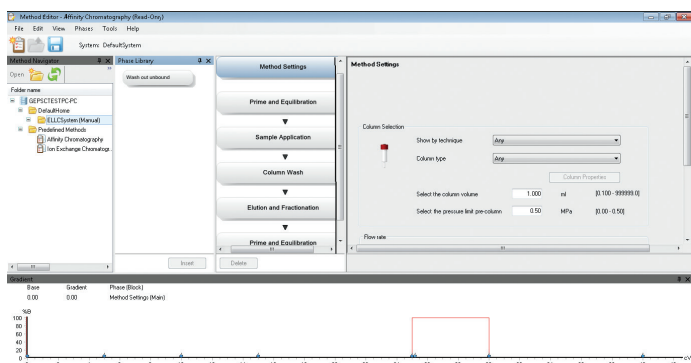 Method Editor - Affinity Chromatography (Read-Only)
File Edit View Phases Tools Help
System: DefaultSystem
Method Navigator
Open
Folder name
GEPSCTESTPC-PC
DefaultHome
ELLCSystem (Manual)
Predefined Methods
Affinity Chromatography
Ion Exchange Chromatogr..
Phase Library
Wash out unbound
Insert
Method Settings
Prime and Equilibration
Sample Application
Column Wash
Elution and Fractionation
Prime and Equilibration
Delete
Method Settings
Column Selection
Show by technique Any
Column type Any
Column Properties
Select the column volume 1.000 ml [0.100 - 999999.0]
Select the pressure limit pre-column 0.50 MPa [0.00 - 0.50]
Flow rate
Gradient
Base Gradient Phase (Block)
0.00 0.00 Method Settings (Main)
%B
100
80
60
40
20
0
CV